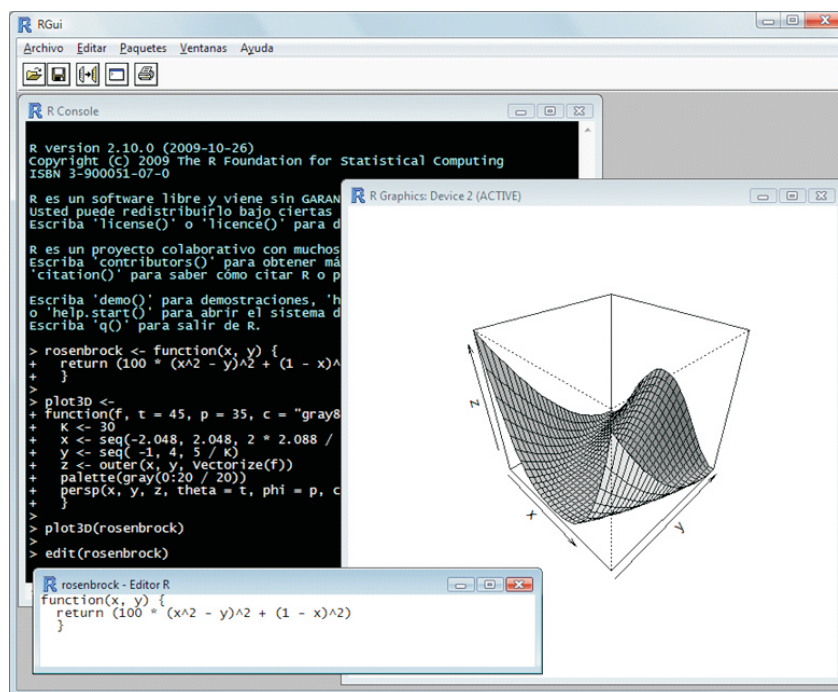 RGui
Archivo Editar Paquetes Ventanas Ayuda
R Console
R version 2.10.0 (2009-10-26)
Copyright (C) 2009 The R Foundation for Statistical Computing
ISBN 3-900051-07-0
R es un software libre y viene sin GARAN
Usted puede redistribuirlo bajo ciertas
Escriba 'license()' o 'licence()' para d
R es un proyecto colaborativo con muchos
Escriba 'contributors()' para obtener má
'citation()' para saber cómo citar R o p
Escriba 'demo()' para demostraciones, 'h
o 'help.start()' para abrir el sistema d
Escriba 'q()' para salir de R.
> rosenbrock <- function(x, y) {
+   return (100 * (x^2 - y)^2 + (1 - x)^
+   }
>
> plot3D <-
+ function(f, t = 45, p = 35, c = "gray8
+   K <- 30
+   x <- seq(-2.048, 2.048, 2 * 2.088 /
+   y <- seq( -1, 4, 5 / K)
+   z <- outer(x, y, Vectorize(f))
+   palette(gray(0:20 / 20))
+   persp(x, y, z, theta = t, phi = p, c
+   }
>
> plot3D(rosenbrock)
>
> edit(rosenbrock)
R Graphics: Device 2 (ACTIVE)
z
x
y
rosenbrock - Editor R
function(x, y) {
  return (100 * (x^2 - y)^2 + (1 - x)^2)
  }